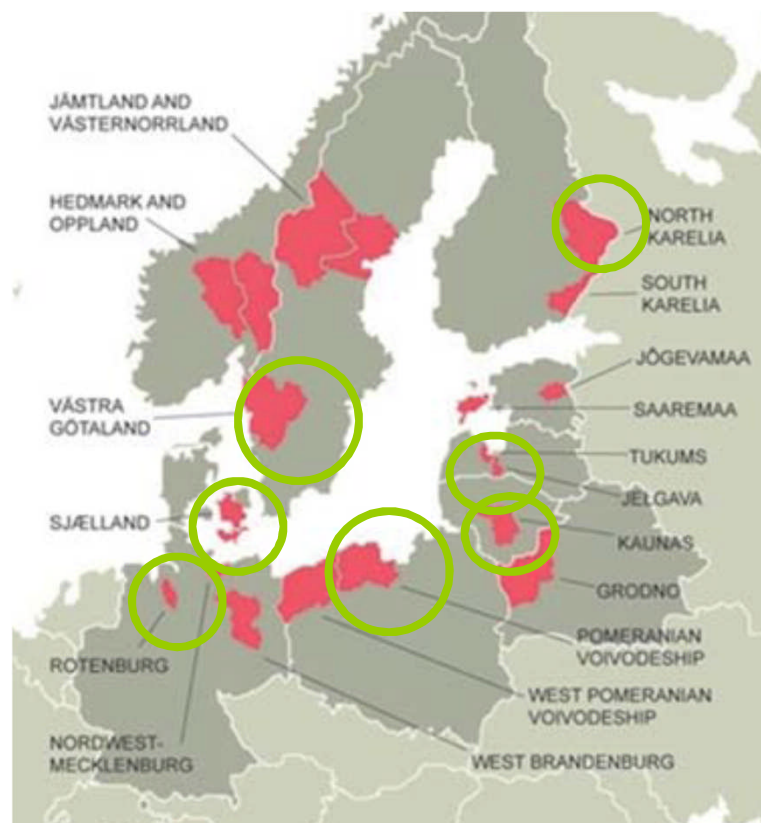 JÄMTLAND AND
VÄSTERNORRLAND
HEDMARK AND
OPPLAND
NORTH
KARELIA
SOUTH
KARELIA
JÕGEVAMAA
VÄSTRA
GÖTALAND
SAAREMAA
TUKUMS
JELGAVA
SJÆLLAND
KAUNAS
GRODNO
POMERANIAN
VOIVODESHIP
ROTENBURG
WEST POMERANIAN
VOIVODESHIP
NORDWEST-
MECKLENBURG
WEST BRANDENBURG